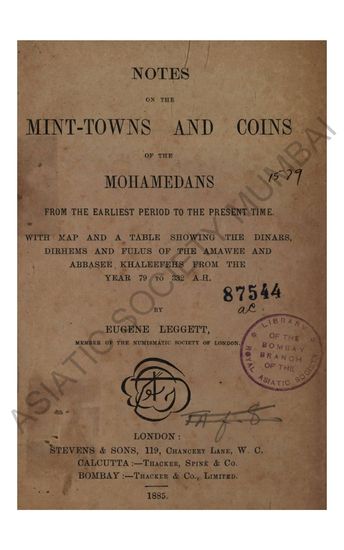 NOTES
ON THE
MINT-TOWNS AND COINS
OF THE
MOHAMEDANS
1529
FROM THE EARLIEST PERIOD TO THE PRESENT TIME.
WITH MAP AND A TABLE SHOWING THE DINARS,
DIRHEMS AND FULUS OF THE AMAWEE AND
ABBASEE KHALEEFEHS FROM THE
YEAR 79 TO 332 A.H.
87544
BY
EUGENE LEGGETT,
MEMBER OF THE NUMISMATIC SOCIETY OF LONDON.
LIBRARY
OF THE
BOMBAY
BRANCH
OF THE
ROYAL ASIATIC SOCIETY
LONDON:
STEVENS & SONS, 119, CHANCERY LANE, W. C.
CALCUTTA:—THACKER, SPINK & CO.
BOMBAY:—THACKER & CO., LIMITED.
1885.
ASIATIC SOCIETY MUMBAI